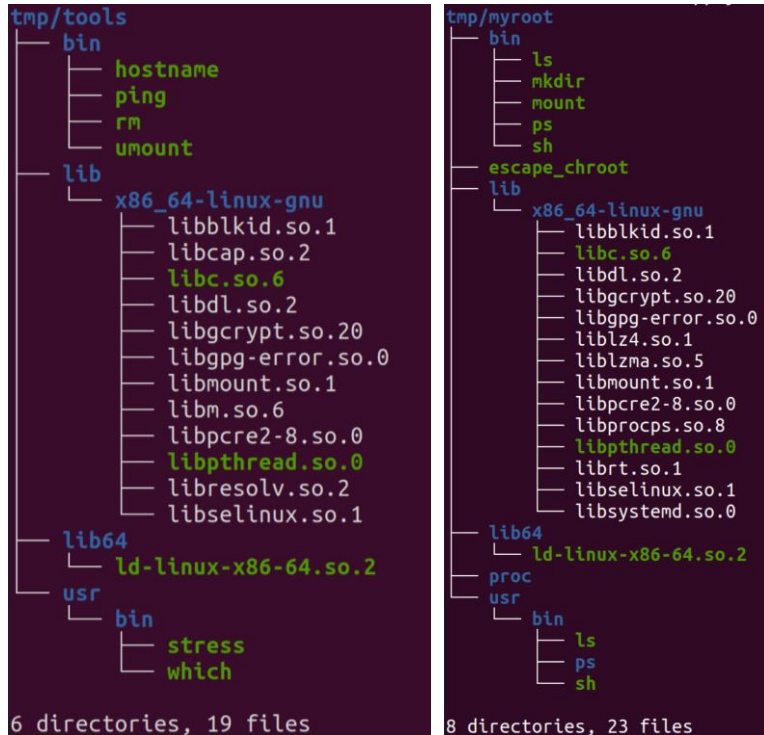 tmp/tools
├── bin
│   ├── hostname
│   ├── ping
│   ├── rm
│   └── umount
├── lib
│   └── x86_64-linux-gnu
│       ├── libblkid.so.1
│       ├── libcap.so.2
│       ├── libc.so.6
│       ├── libdl.so.2
│       ├── libgcrypt.so.20
│       ├── libgpg-error.so.0
│       ├── libmount.so.1
│       ├── libm.so.6
│       ├── libpcre2-8.so.0
│       ├── libpthread.so.0
│       ├── libresolv.so.2
│       └── libselinux.so.1
├── lib64
│   └── ld-linux-x86-64.so.2
└── usr
    └── bin
        ├── stress
        └── which
6 directories, 19 files
tmp/myroot
├── bin
│   ├── ls
│   ├── mkdir
│   ├── mount
│   ├── ps
│   └── sh
├── escape_chroot
├── lib
│   └── x86_64-linux-gnu
│       ├── libblkid.so.1
│       ├── libc.so.6
│       ├── libdl.so.2
│       ├── libgcrypt.so.20
│       ├── libgpg-error.so.0
│       ├── liblz4.so.1
│       ├── liblzma.so.5
│       ├── libmount.so.1
│       ├── libpcre2-8.so.0
│       ├── libprocps.so.8
│       ├── libpthread.so.0
│       ├── librt.so.1
│       ├── libselinux.so.1
│       └── libsystemd.so.0
├── lib64
│   └── ld-linux-x86-64.so.2
├── proc
└── usr
    └── bin
        ├── ls
        ├── ps
        └── sh
8 directories, 23 files